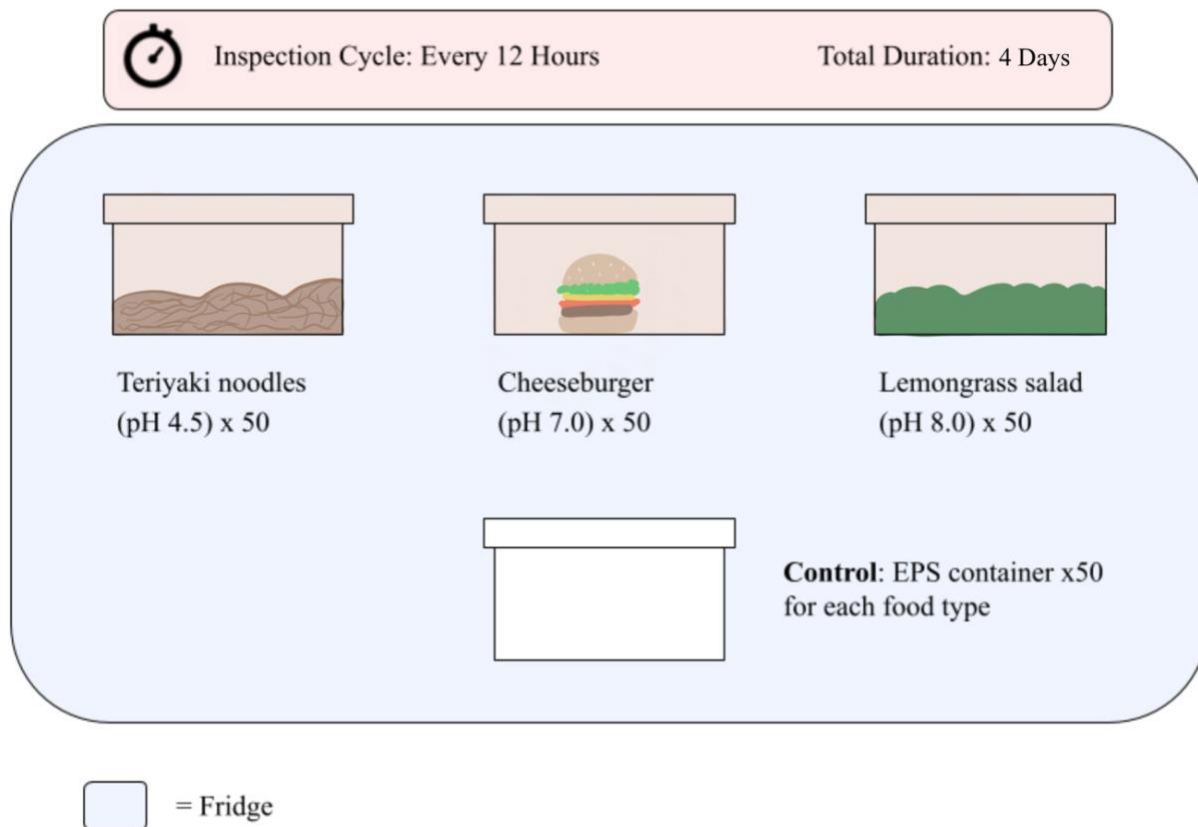 Inspection Cycle: Every 12 Hours
Total Duration: 4 Days
Teriyaki noodles
(pH 4.5) x 50
Cheeseburger
(pH 7.0) x 50
Lemongrass salad
(pH 8.0) x 50
Control: EPS container x50
for each food type
= Fridge